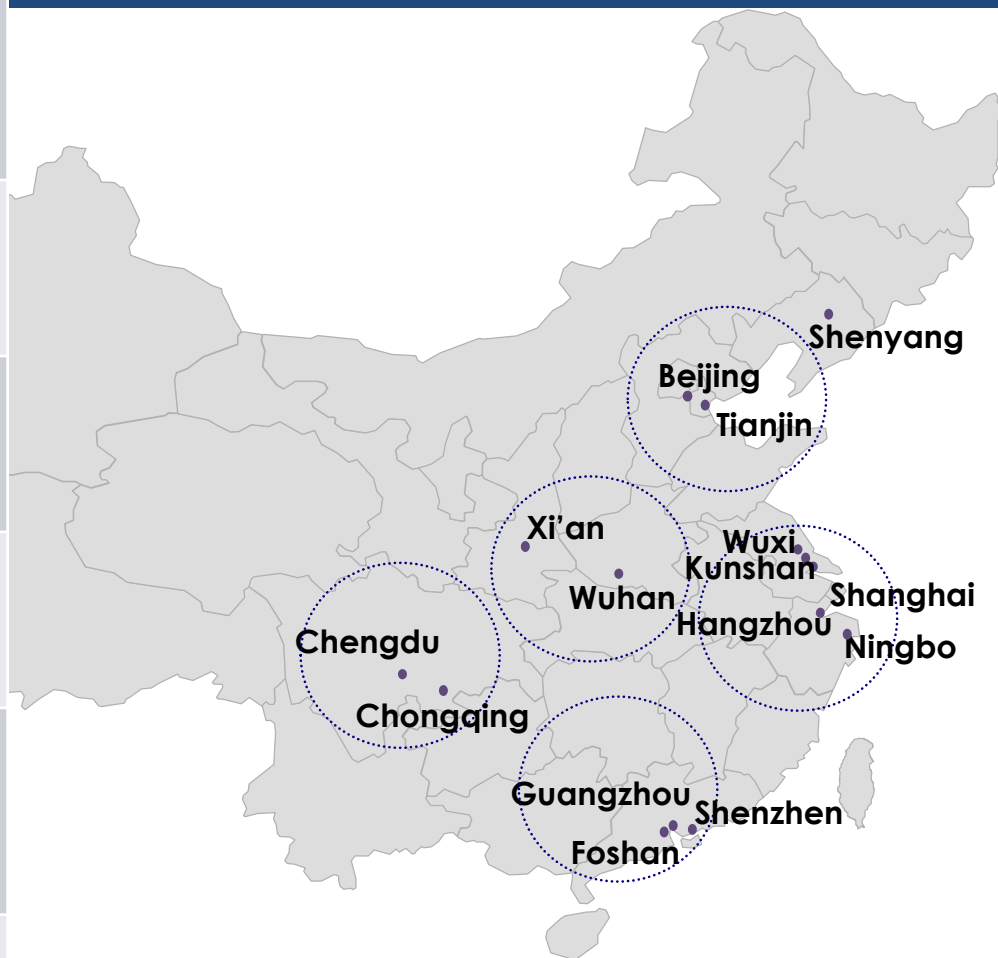 Shenyang
Beijing
Tianjin
Xi’an
Wuxi
Kunshan
Wuhan
Shanghai
Hangzhou
Ningbo
Chengdu
Chongqing
Guangzhou
Shenzhen
Foshan